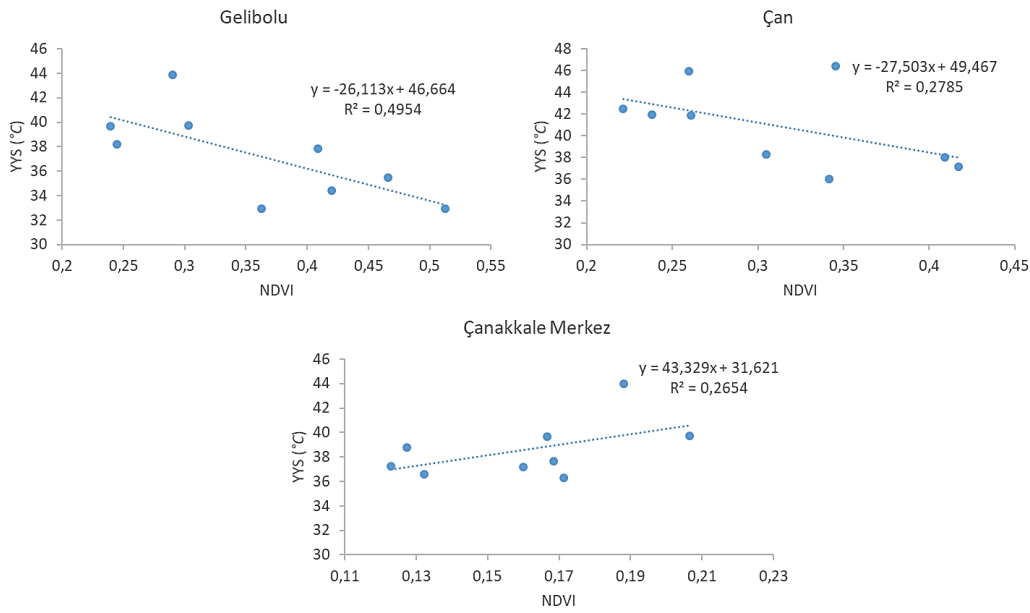 Gelibolu
46
44
42
40
38
36
34
32
30
YYS (°C)
y = -26,113x + 46,664
R² = 0,4954
0,2 0,25 0,3 0,35 0,4 0,45 0,5 0,55
NDVI
Çan
48
46
44
42
40
38
36
34
32
30
YYS (°C)
y = -27,503x + 49,467
R² = 0,2785
0,2 0,25 0,3 0,35 0,4 0,45
NDVI
Çanakkale Merkez
46
44
42
40
38
36
34
32
30
YYS (°C)
y = 43,329x + 31,621
R² = 0,2654
0,11 0,13 0,15 0,17 0,19 0,21 0,23
NDVI